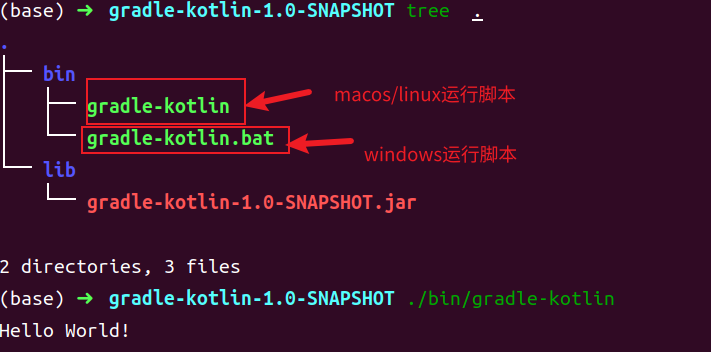 (base) ➜ gradle-kotlin-1.0-SNAPSHOT tree .
.
├── bin
│   ├── gradle-kotlin
macos/linux运行脚本
│   └── gradle-kotlin.bat
windows运行脚本
└── lib
    └── gradle-kotlin-1.0-SNAPSHOT.jar
2 directories, 3 files
(base) ➜ gradle-kotlin-1.0-SNAPSHOT ./bin/gradle-kotlin
Hello World!